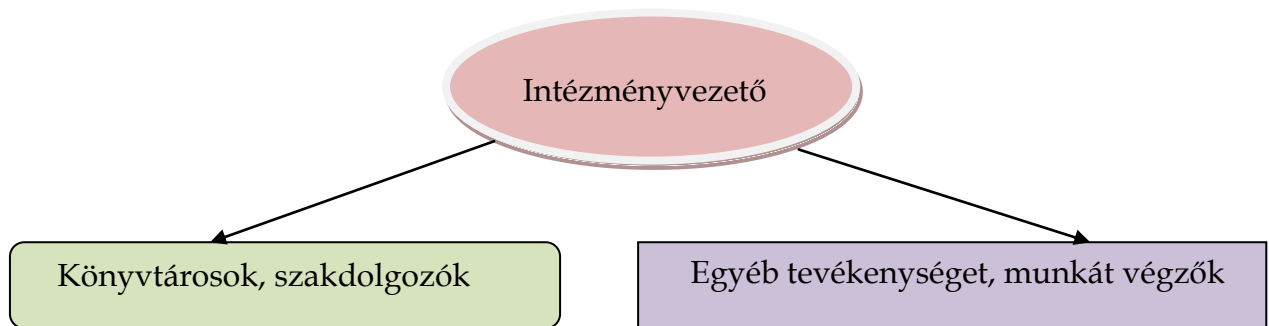 Intézményvezető
Könyvtárosok, szakdolgozók
Egyéb tevékenységet, munkát végzők